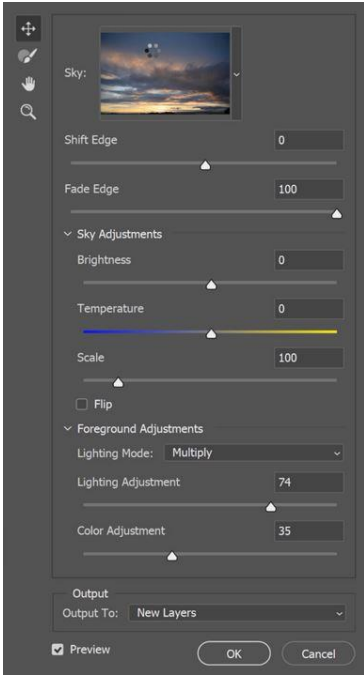 Sky:
Shift Edge 0
Fade Edge 100
Sky Adjustments
Brightness 0
Temperature 0
Scale 100
Flip
Foreground Adjustments
Lighting Mode: Multiply
Lighting Adjustment 74
Color Adjustment 35
Output
Output To: New Layers
Preview OK Cancel